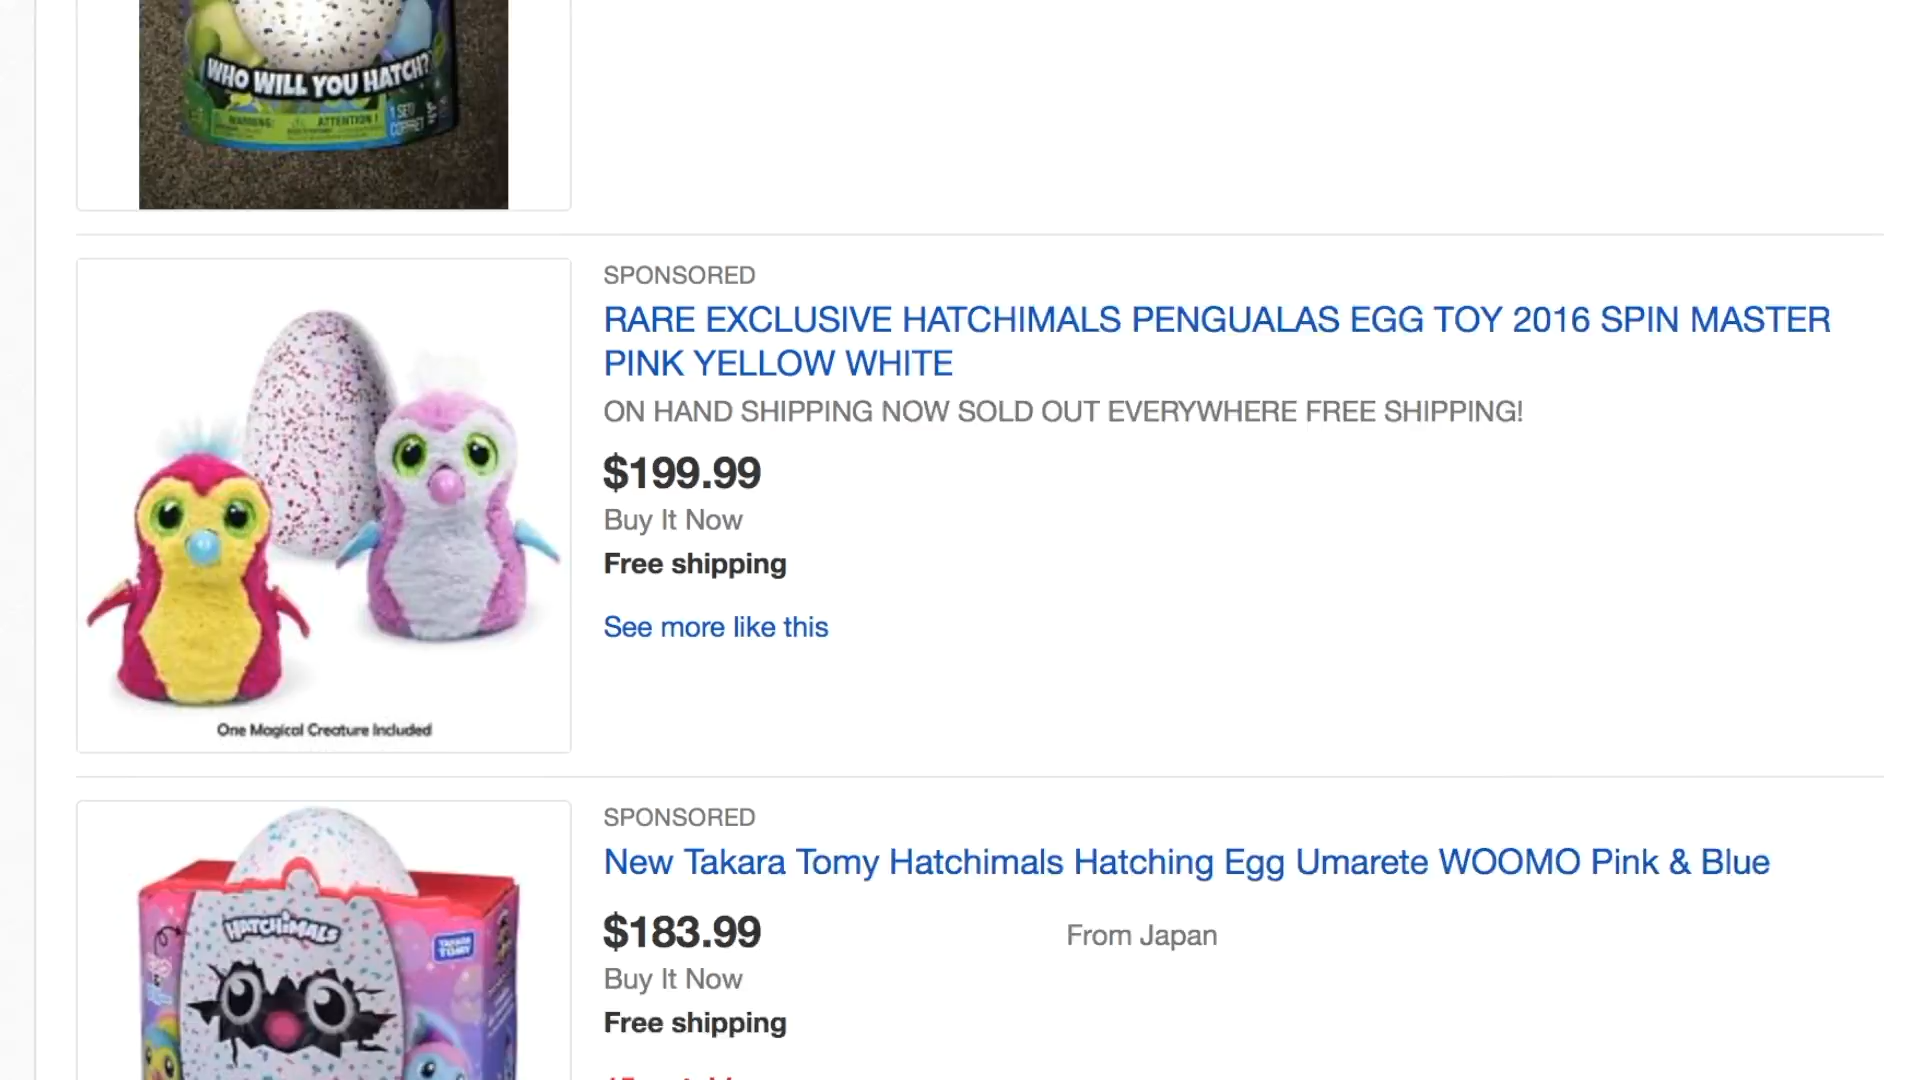 WHO WILL YOU HATCH?
WARNING:
ATTENTION !
1 SET/
COFFRET
SPONSORED
RARE EXCLUSIVE HATCHIMALS PENGUALAS EGG TOY 2016 SPIN MASTER
PINK YELLOW WHITE
ON HAND SHIPPING NOW SOLD OUT EVERYWHERE FREE SHIPPING!
$199.99
Buy It Now
Free shipping
See more like this
One Magical Creature Included
SPONSORED
New Takara Tomy Hatchimals Hatching Egg Umarete WOOMO Pink & Blue
$183.99
From Japan
Buy It Now
Free shipping
HATCHIMALS
TAKARA
TOMY